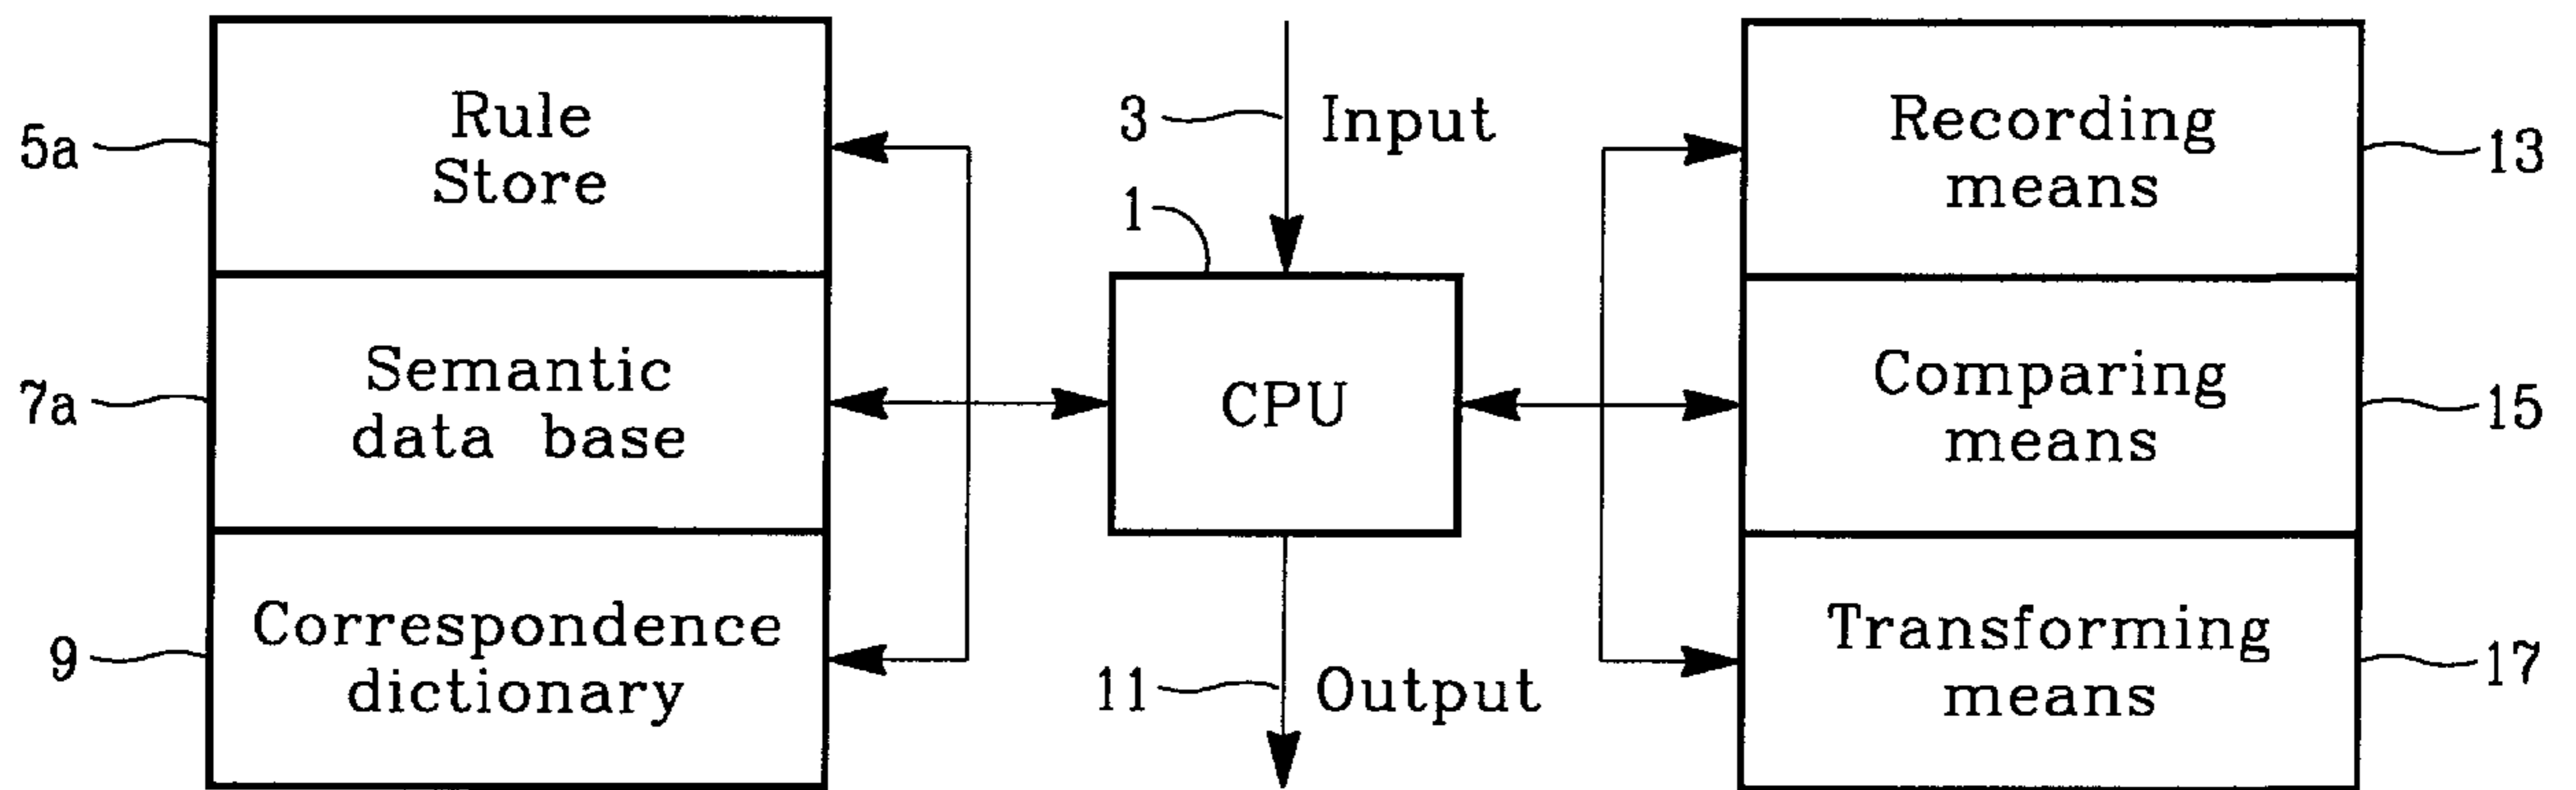 5a
Rule
Store
7a
Semantic
data base
9
Correspondence
dictionary
3
Input
1
CPU
11
Output
Recording
means
13
Comparing
means
15
Transforming
means
17